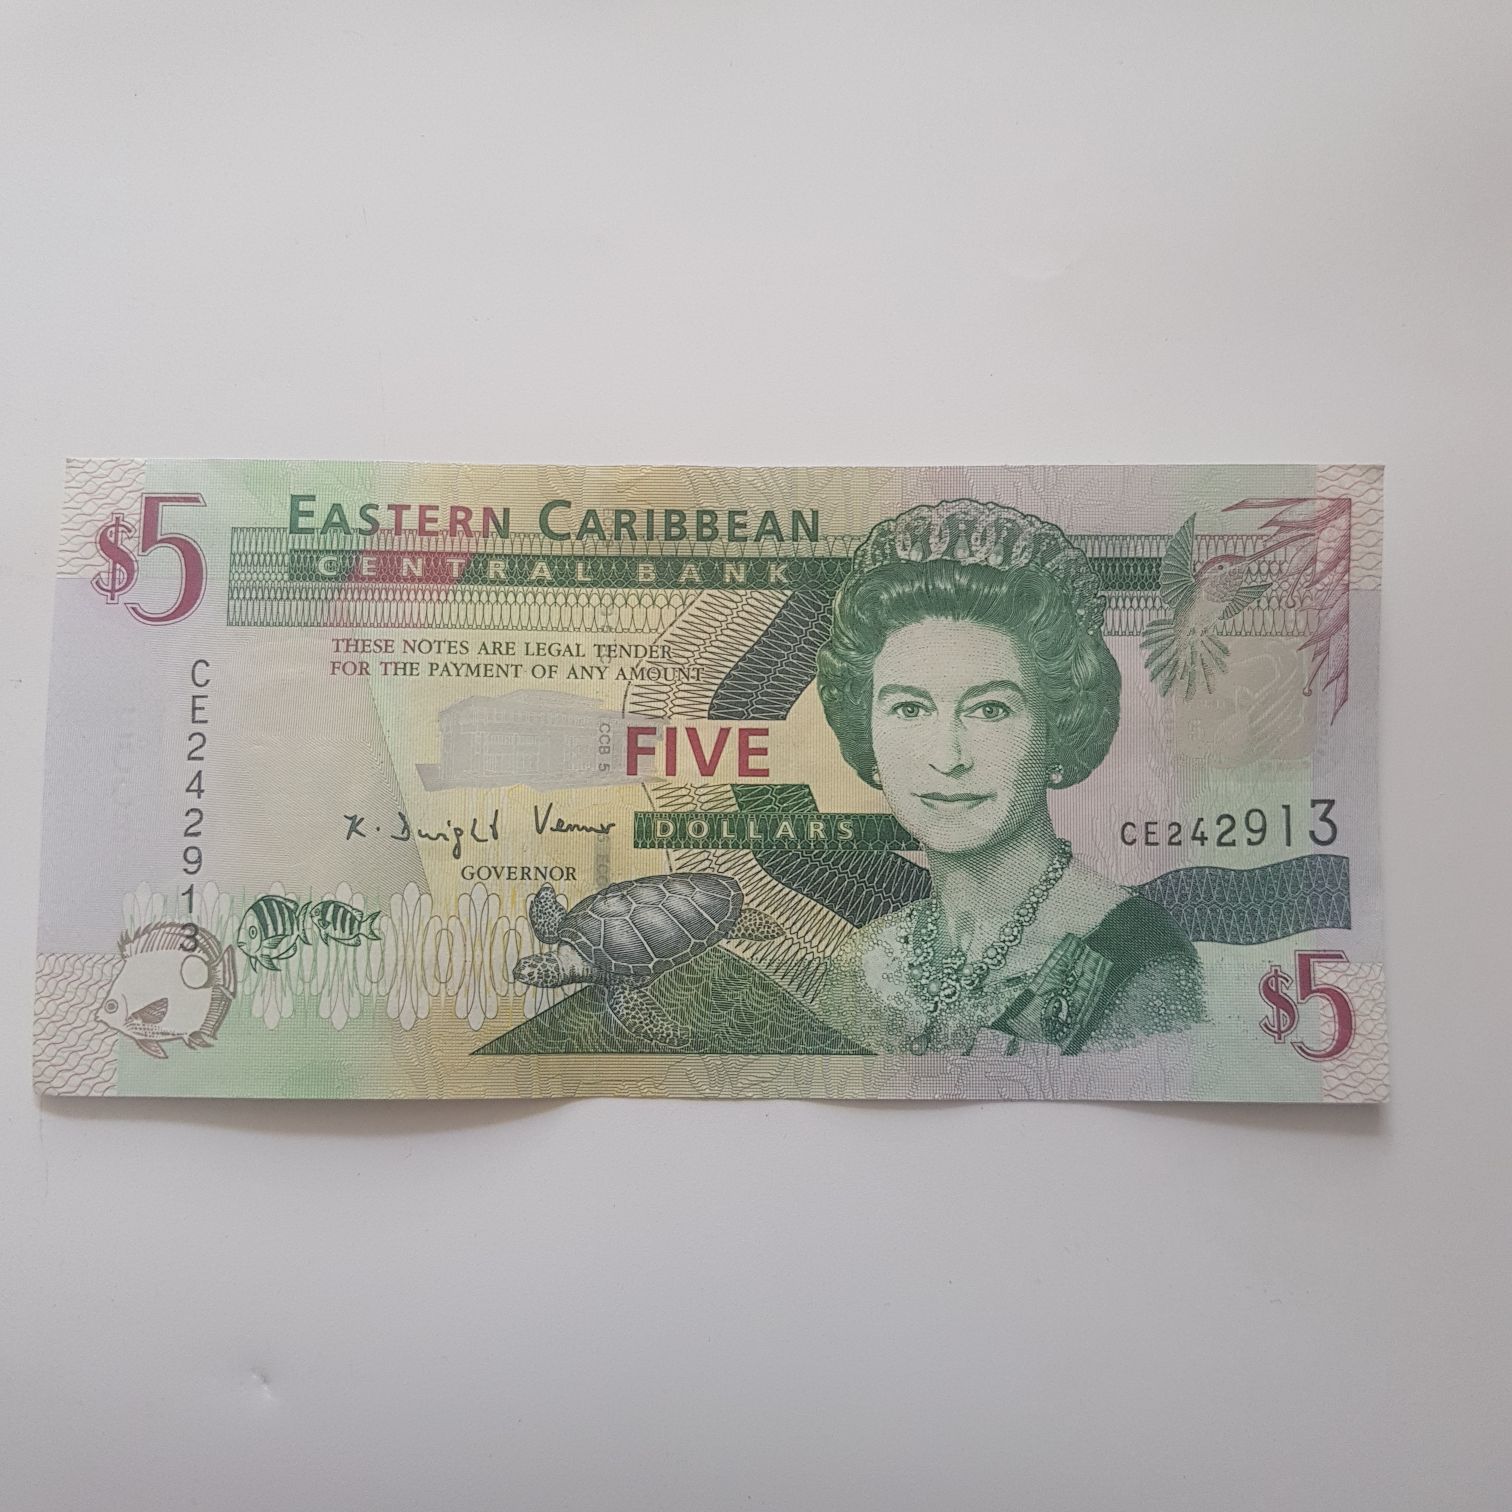 $5
EASTERN CARIBBEAN
CENTRAL BANK
THESE NOTES ARE LEGAL TENDER
FOR THE PAYMENT OF ANY AMOUNT
CCB 5
FIVE
DOLLARS
K. Dwight Venner
GOVERNOR
CE242913
CE242913
$5